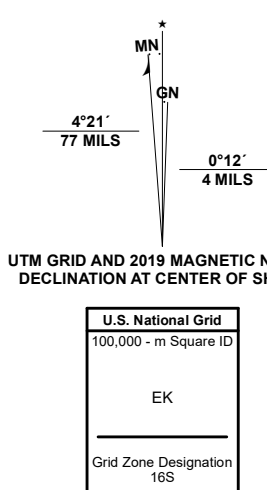 ★
MN
GN
4°21´
77 MILS
0°12´
4 MILS
UTM GRID AND 2019 MAGNETIC N
DECLINATION AT CENTER OF SH
U.S. National Grid
100,000 - m Square ID
EK
Grid Zone Designation
16S